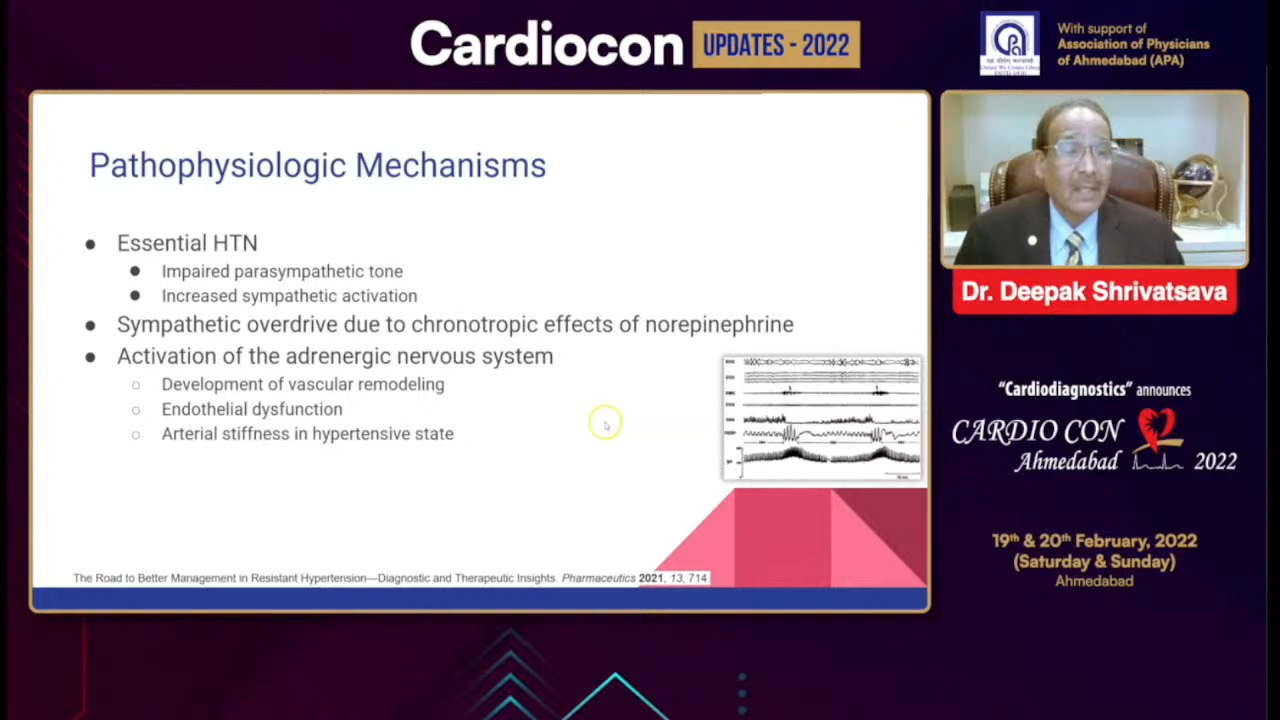 Cardiocon
UPDATES - 2022
With support of
Association of Physicians
of Ahmedabad (APA)
Pathophysiologic Mechanisms
Essential HTN
Impaired parasympathetic tone
Increased sympathetic activation
Sympathetic overdrive due to chronotropic effects of norepinephrine
Activation of the adrenergic nervous system
Development of vascular remodeling
Endothelial dysfunction
Arterial stiffness in hypertensive state
The Road to Better Management in Resistant Hypertension—Diagnostic and Therapeutic Insights. Pharmaceutics 2021, 13, 714.
Dr. Deepak Shrivatsava
“Cardiodiagnostics” announces
CARDIO CON
Ahmedabad 2022
19th & 20th February, 2022
(Saturday & Sunday)
Ahmedabad